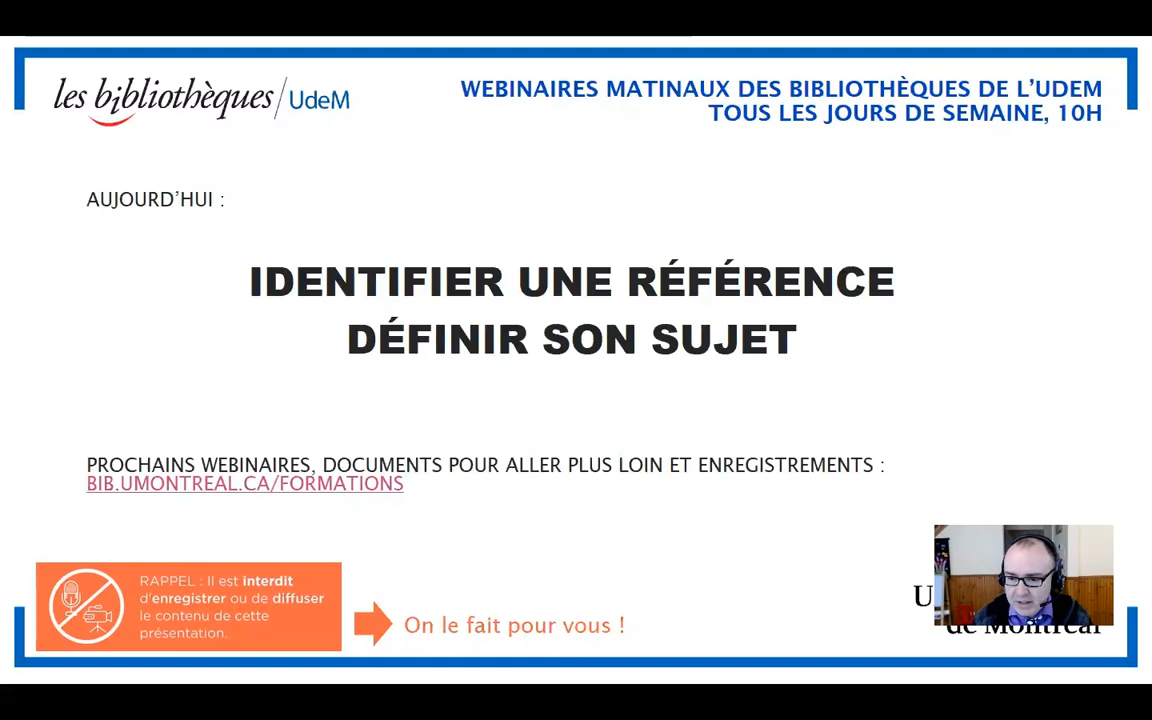 les bibliothèques/UdeM
WEBINAIRES MATINAUX DES BIBLIOTHÈQUES DE L'UDEM
TOUS LES JOURS DE SEMAINE, 10H
AUJOURD'HUI :
IDENTIFIER UNE RÉFÉRENCE
DÉFINIR SON SUJET
PROCHAINS WEBINAIRES, DOCUMENTS POUR ALLER PLUS LOIN ET ENREGISTREMENTS :
BIB.UMONTREAL.CA/FORMATIONS
RAPPEL : Il est interdit
d'enregistrer ou de diffuser
le contenu de cette
présentation.
On le fait pour vous !
de Montréal